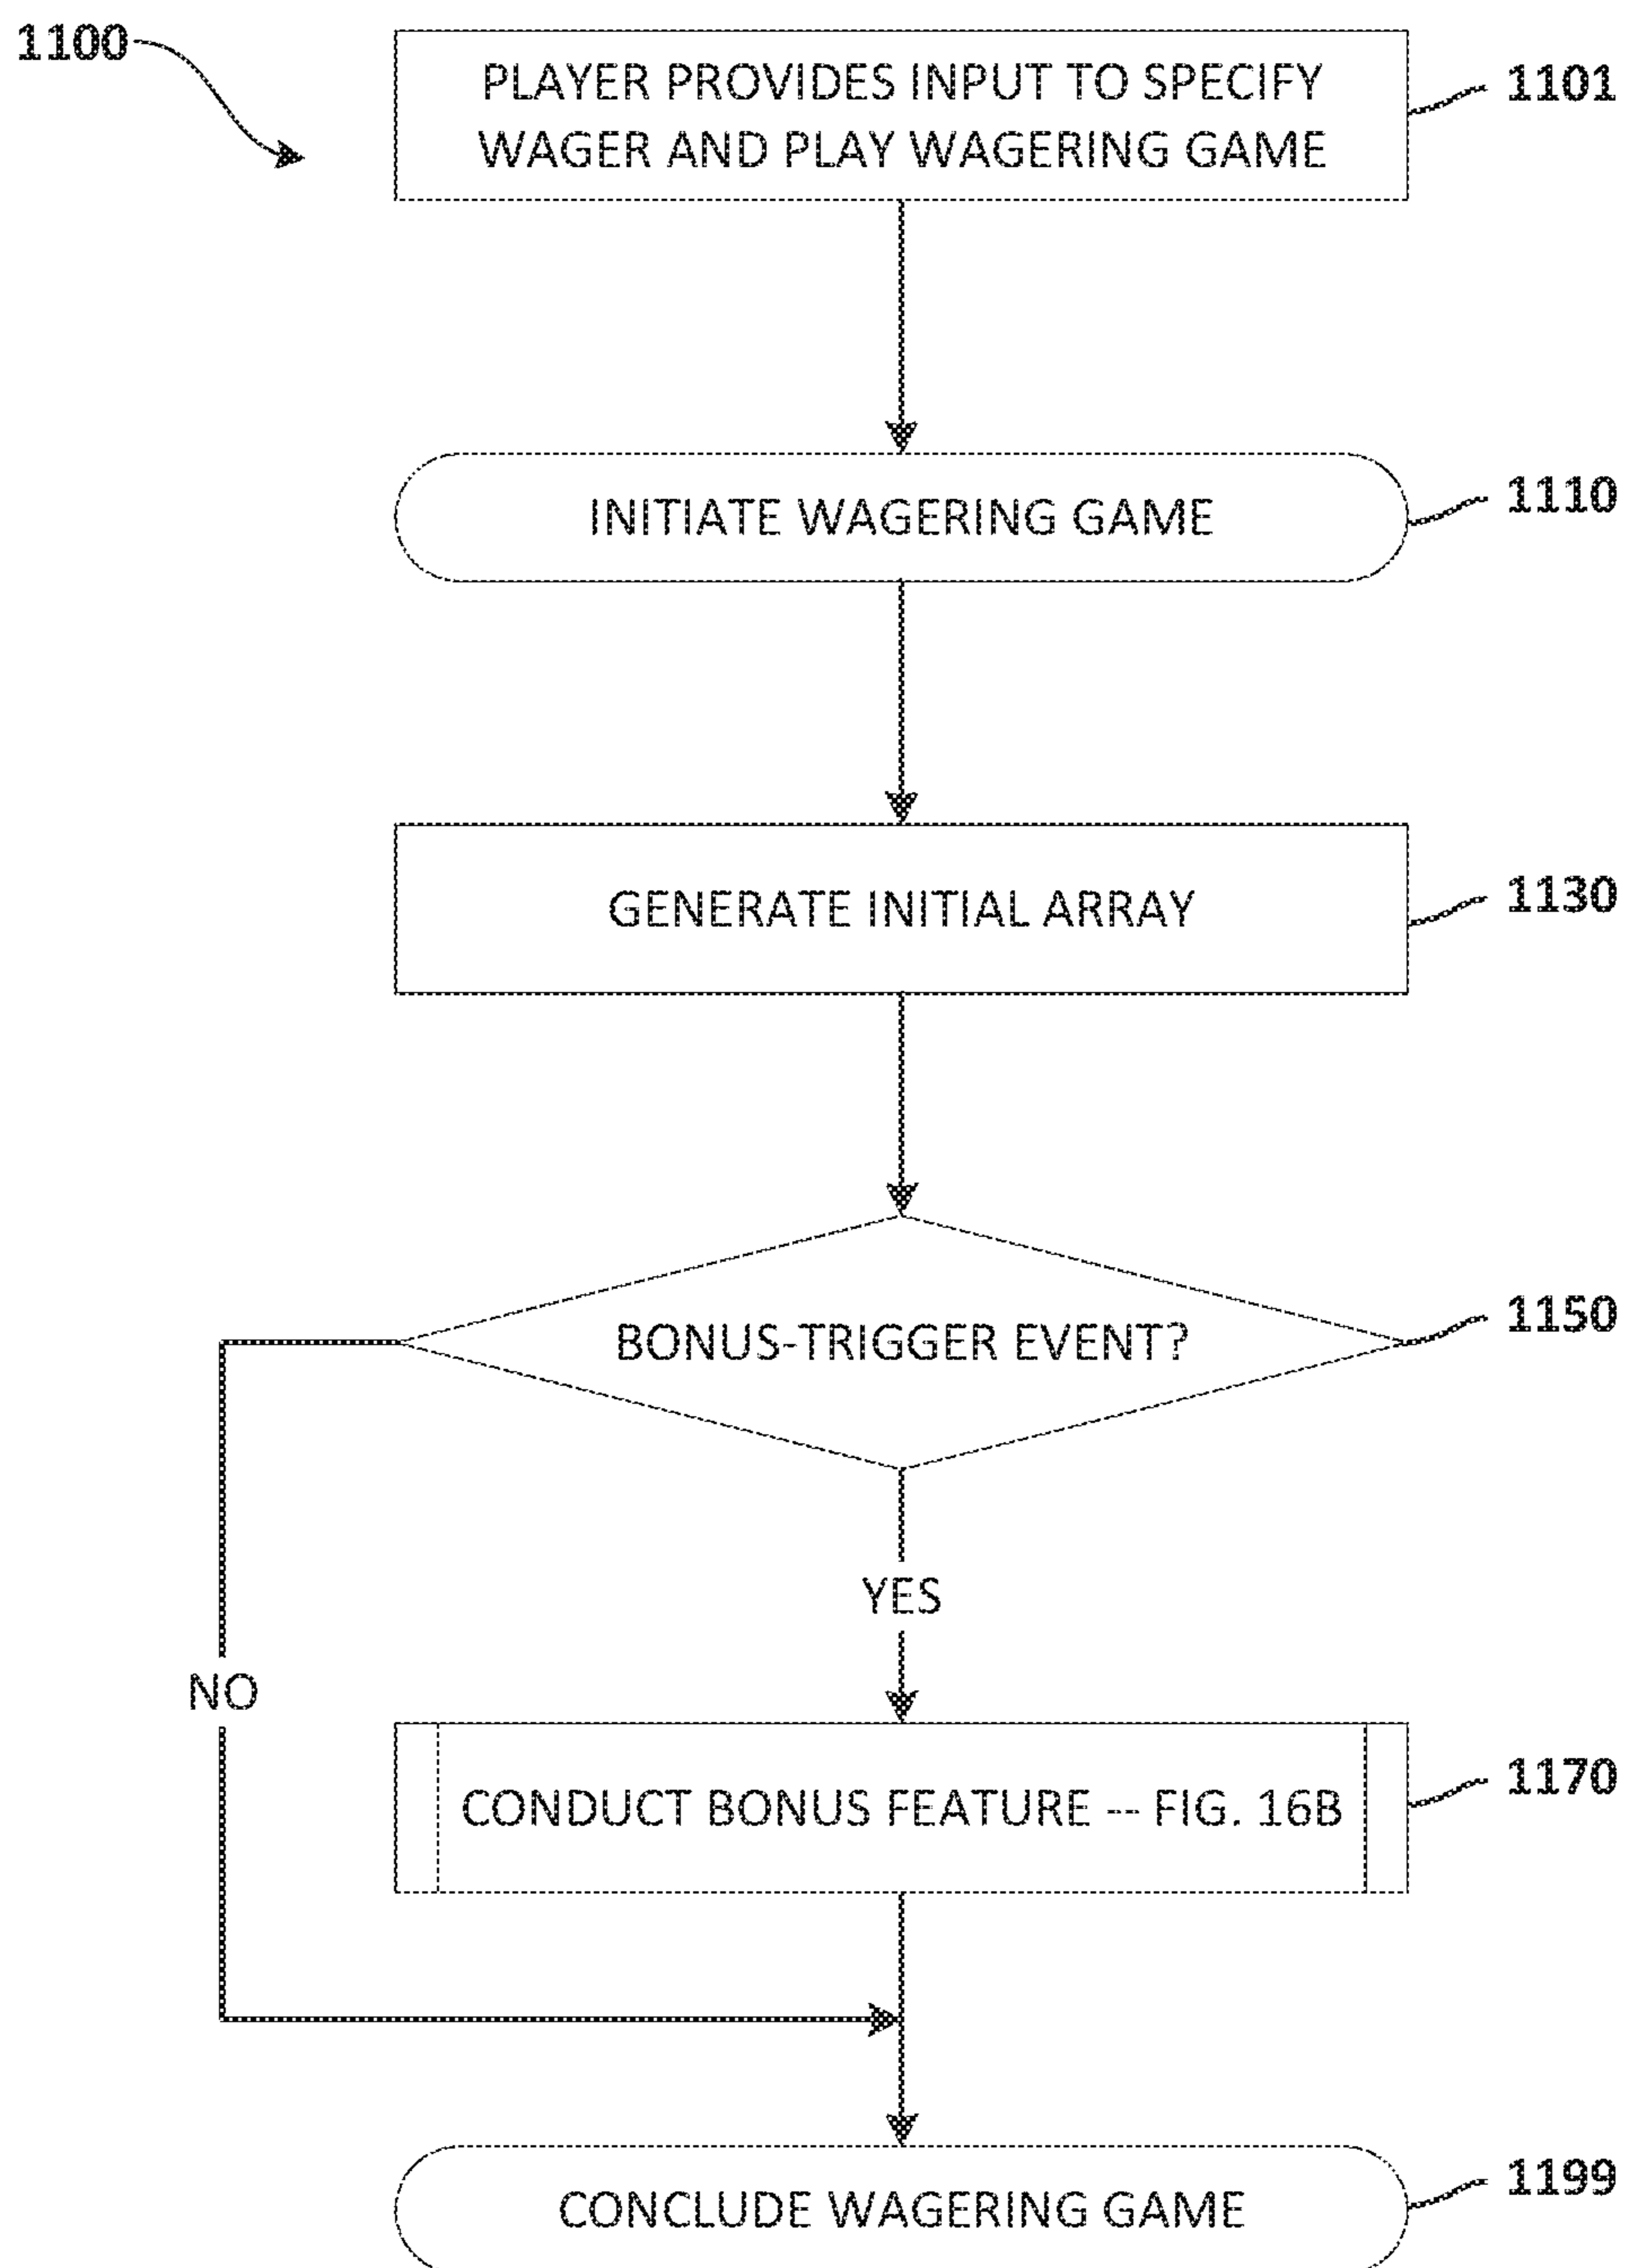 1100
PLAYER PROVIDES INPUT TO SPECIFY
WAGER AND PLAY WAGERING GAME
1101
INITIATE WAGERING GAME
1110
GENERATE INITIAL ARRAY
1130
BONUS-TRIGGER EVENT?
1150
YES
NO
CONDUCT BONUS FEATURE -- FIG. 16B
1170
CONCLUDE WAGERING GAME
1199